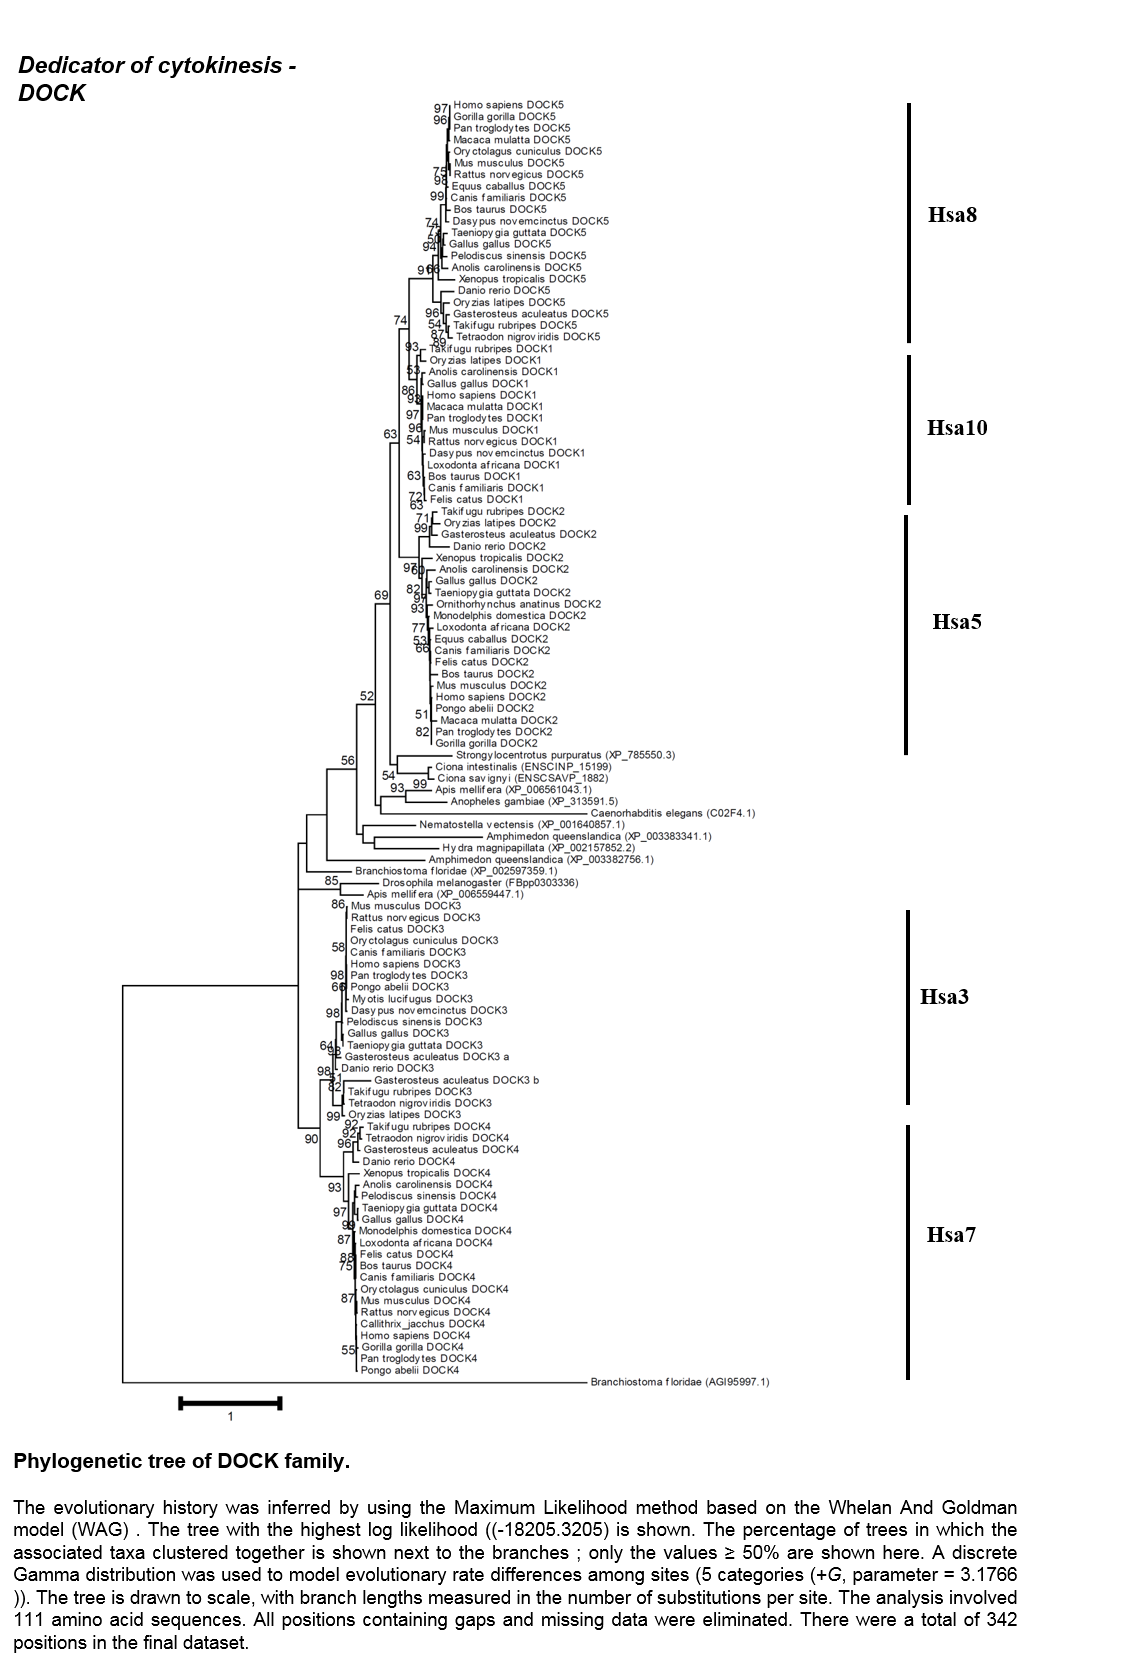 Dedicator of cytokinesis -
DOCK
97
Homo sapiens DOCK5
Gorilla gorilla DOCK5
96
Pan troglodytes DOCK5
Macaca mulatta DOCK5
Oryctolagus cuniculus DOCK5
Mus musculus DOCK5
75
Rattus norvegicus DOCK5
98
Equus caballus DOCK5
99
Canis familiaris DOCK5
Bos taurus DOCK5
Hsa8
74
Dasypus novemcinctus DOCK5
Taeniopygia guttata DOCK5
Gallus gallus DOCK5
94
Pelodiscus sinensis DOCK5
91
66
Anolis carolinensis DOCK5
Xenopus tropicalis DOCK5
Danio rerio DOCK5
Oryzias latipes DOCK5
96
Gasterosteus aculeatus DOCK5
74
54
Takifugu rubripes DOCK5
87
Tetraodon nigroviridis DOCK5
89
93
Takifugu rubripes DOCK1
Oryzias latipes DOCK1
53
Anolis carolinensis DOCK1
Gallus gallus DOCK1
86
Homo sapiens DOCK1
Macaca mulatta DOCK1
97
Pan troglodytes DOCK1
96
Mus musculus DOCK1
Hsa10
63
54
Rattus norvegicus DOCK1
Dasypus novemcinctus DOCK1
Loxodonta africana DOCK1
63
Bos taurus DOCK1
Canis familiaris DOCK1
72
Felis catus DOCK1
63
Takifugu rubripes DOCK2
71
Oryzias latipes DOCK2
99
Gasterosteus aculeatus DOCK2
Danio rerio DOCK2
Xenopus tropicalis DOCK2
97
Anolis carolinensis DOCK2
Gallus gallus DOCK2
82
Taeniopygia guttata DOCK2
69
Ornithorhynchus anatinus DOCK2
93
Monodelphis domestica DOCK2
Hsa5
77
Loxodonta africana DOCK2
53
Equus caballus DOCK2
66
Canis familiaris DOCK2
Felis catus DOCK2
Bos taurus DOCK2
Mus musculus DOCK2
52
Homo sapiens DOCK2
Pongo abelii DOCK2
51
Macaca mulatta DOCK2
82
Pan troglodytes DOCK2
Gorilla gorilla DOCK2
Strongylocentrotus purpuratus (XP_785550.3)
56
Ciona intestinalis (ENSCINP_15199)
54
Ciona savignyi (ENSCSAVP_1882)
93
99
Apis mellifera (XP_006561043.1)
Anopheles gambiae (XP_313591.5)
Caenorhabditis elegans (C02F4.1)
Nematostella vectensis (XP_001640857.1)
Amphimedon queenslandica (XP_003383341.1)
Hydra magnipapillata (XP_002157852.2)
Amphimedon queenslandica (XP_003382756.1)
Branchiostoma floridae (XP_002597359.1)
85
Drosophila melanogaster (FBpp0303336)
Apis mellifera (XP_006559447.1)
86
Mus musculus DOCK3
Rattus norvegicus DOCK3
Felis catus DOCK3
Oryctolagus cuniculus DOCK3
58
Canis familiaris DOCK3
Homo sapiens DOCK3
98
Pan troglodytes DOCK3
66
Pongo abelii DOCK3
Myotis lucifugus DOCK3
Hsa3
98
Dasypus novemcinctus DOCK3
Pelodiscus sinensis DOCK3
Gallus gallus DOCK3
64
Taeniopygia guttata DOCK3
Gasterosteus aculeatus DOCK3 a
98
Danio rerio DOCK3
51
Gasterosteus aculeatus DOCK3 b
82
Takifugu rubripes DOCK3
Tetraodon nigroviridis DOCK3
99
Oryzias latipes DOCK3
92
Takifugu rubripes DOCK4
90
92
Tetraodon nigroviridis DOCK4
96
Gasterosteus aculeatus DOCK4
Danio rerio DOCK4
Xenopus tropicalis DOCK4
93
Anolis carolinensis DOCK4
Pelodiscus sinensis DOCK4
97
Taeniopygia guttata DOCK4
Gallus gallus DOCK4
Monodelphis domestica DOCK4
Hsa7
87
Loxodonta africana DOCK4
Felis catus DOCK4
75
Bos taurus DOCK4
Canis familiaris DOCK4
Oryctolagus cuniculus DOCK4
87
Mus musculus DOCK4
Rattus norvegicus DOCK4
Callithrix_jacchus DOCK4
Homo sapiens DOCK4
55
Gorilla gorilla DOCK4
Pan troglodytes DOCK4
Pongo abelii DOCK4
Branchiostoma floridae (AGI95997.1)
1
Phylogenetic tree of DOCK family.
The evolutionary history was inferred by using the Maximum Likelihood method based on the Whelan And Goldman
model (WAG) . The tree with the highest log likelihood ((-18205.3205) is shown. The percentage of trees in which the
associated taxa clustered together is shown next to the branches ; only the values ≥ 50% are shown here. A discrete
Gamma distribution was used to model evolutionary rate differences among sites (5 categories (+G, parameter = 3.1766
)). The tree is drawn to scale, with branch lengths measured in the number of substitutions per site. The analysis involved
111 amino acid sequences. All positions containing gaps and missing data were eliminated. There were a total of 342
positions in the final dataset.